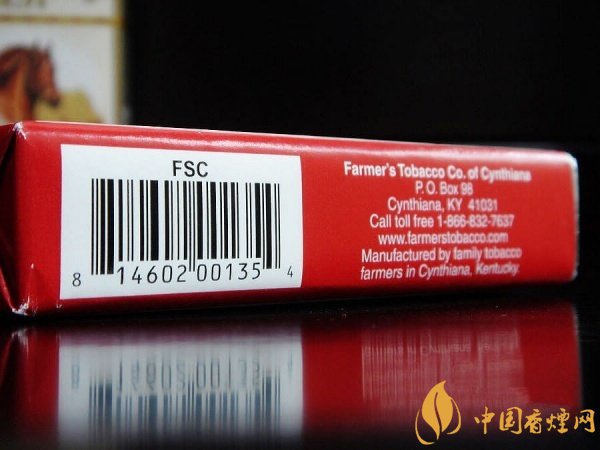 FSC
8 14602 00135 4
Farmer's Tobacco Co. of Cynthiana
P.O. Box 98
Cynthiana, KY 41031
Call toll free 1-866-832-7637
www.farmerstobacco.com
Manufactured by family tobacco
farmers in Cynthiana, Kentucky.
中国香烟网